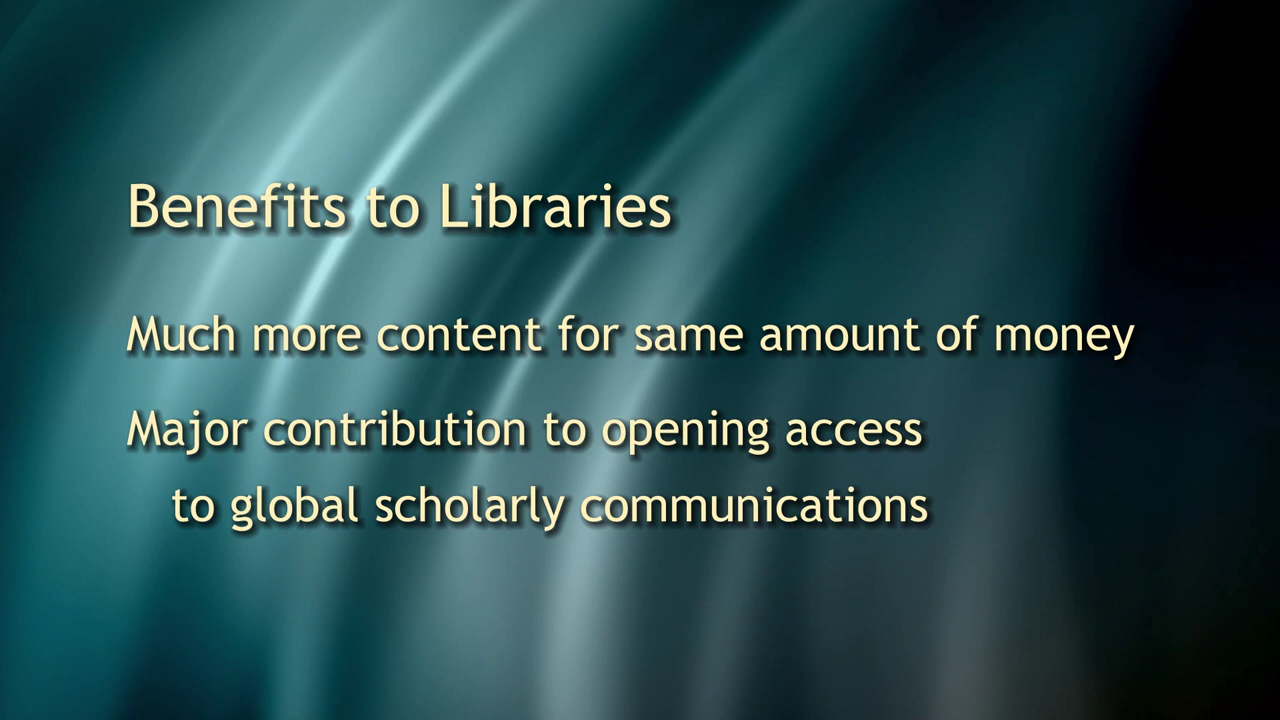 Benefits to Libraries
Much more content for same amount of money
Major contribution to opening access
to global scholarly communications